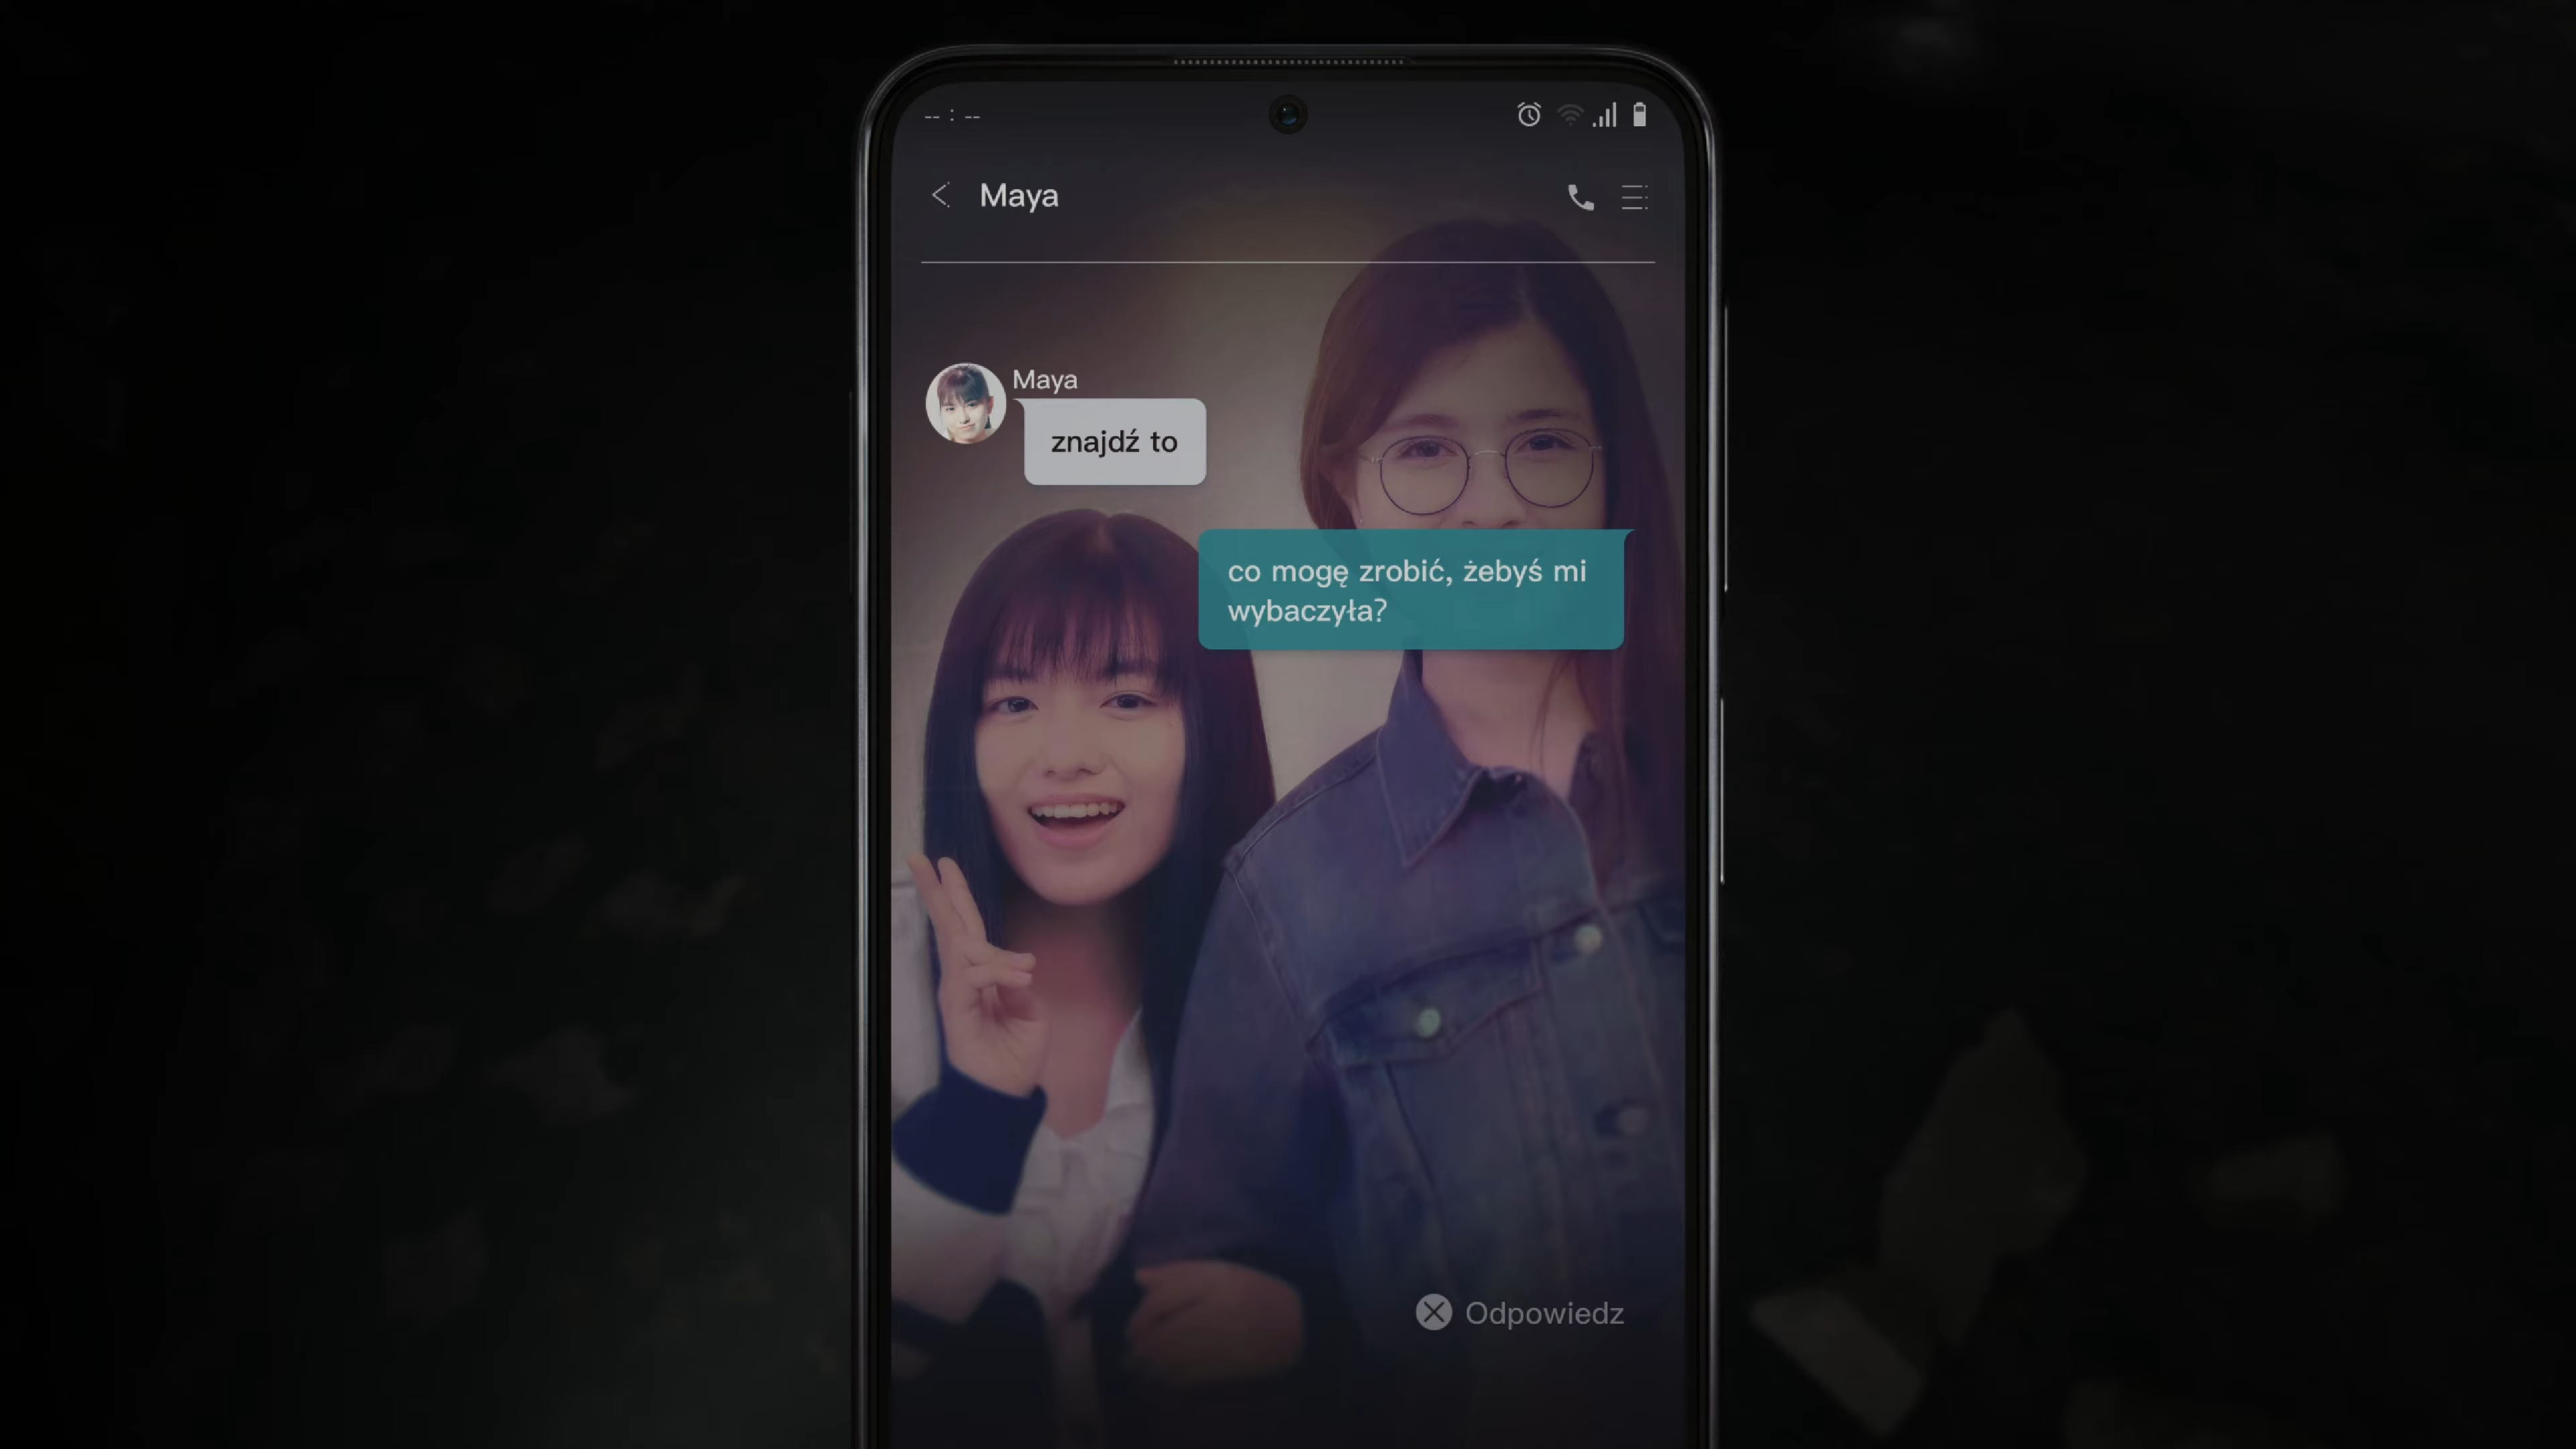 -- : --
Maya
Maya
znajdź to
co mogę zrobić, żebyś mi
wybaczyła?
Odpowiedz